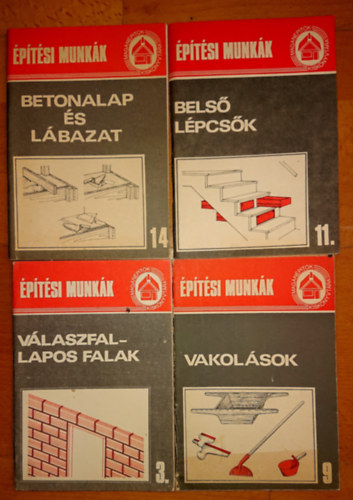 ÉPÍTÉSI MUNKÁK
BETONALAP
ÉS
LÁBAZAT
14
ÉPÍTÉSI MUNKÁK
BELSŐ
LÉPCSŐK
11.
ÉPÍTÉSI MUNKÁK
VÁLASZFAL-
LAPOS FALAK
3.
ÉPÍTÉSI MUNKÁK
VAKOLÁSOK
9